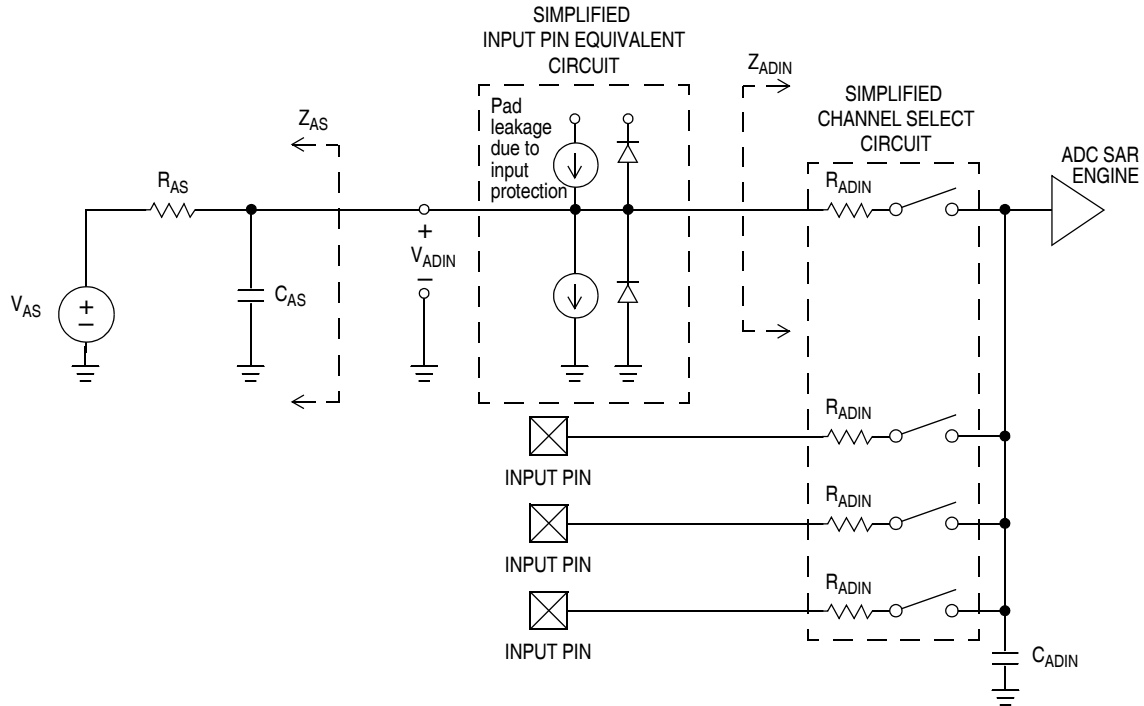 SIMPLIFIED
INPUT PIN EQUIVALENT
CIRCUIT
Pad
leakage
due to
input
protection
Z_ADIN
SIMPLIFIED
CHANNEL SELECT
CIRCUIT
ADC SAR
ENGINE
Z_AS
R_AS
R_ADIN
+
V_ADIN
–
V_AS
+
–
C_AS
R_ADIN
INPUT PIN
R_ADIN
INPUT PIN
R_ADIN
INPUT PIN
C_ADIN